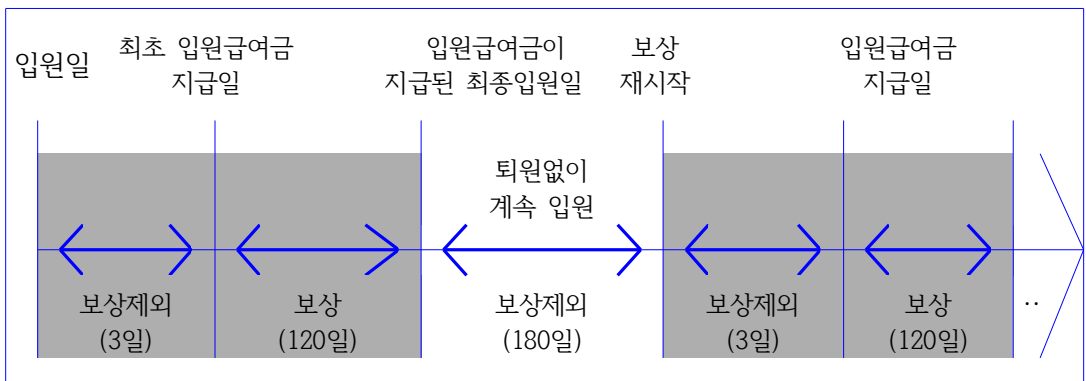 입원일
최초 입원급여금
지급일
입원급여금이
지급된 최종입원일
보상
재시작
입원급여금
지급일
퇴원없이
계속 입원
보상제외
(3일)
보상
(120일)
보상제외
(180일)
보상제외
(3일)
보상
(120일)
..